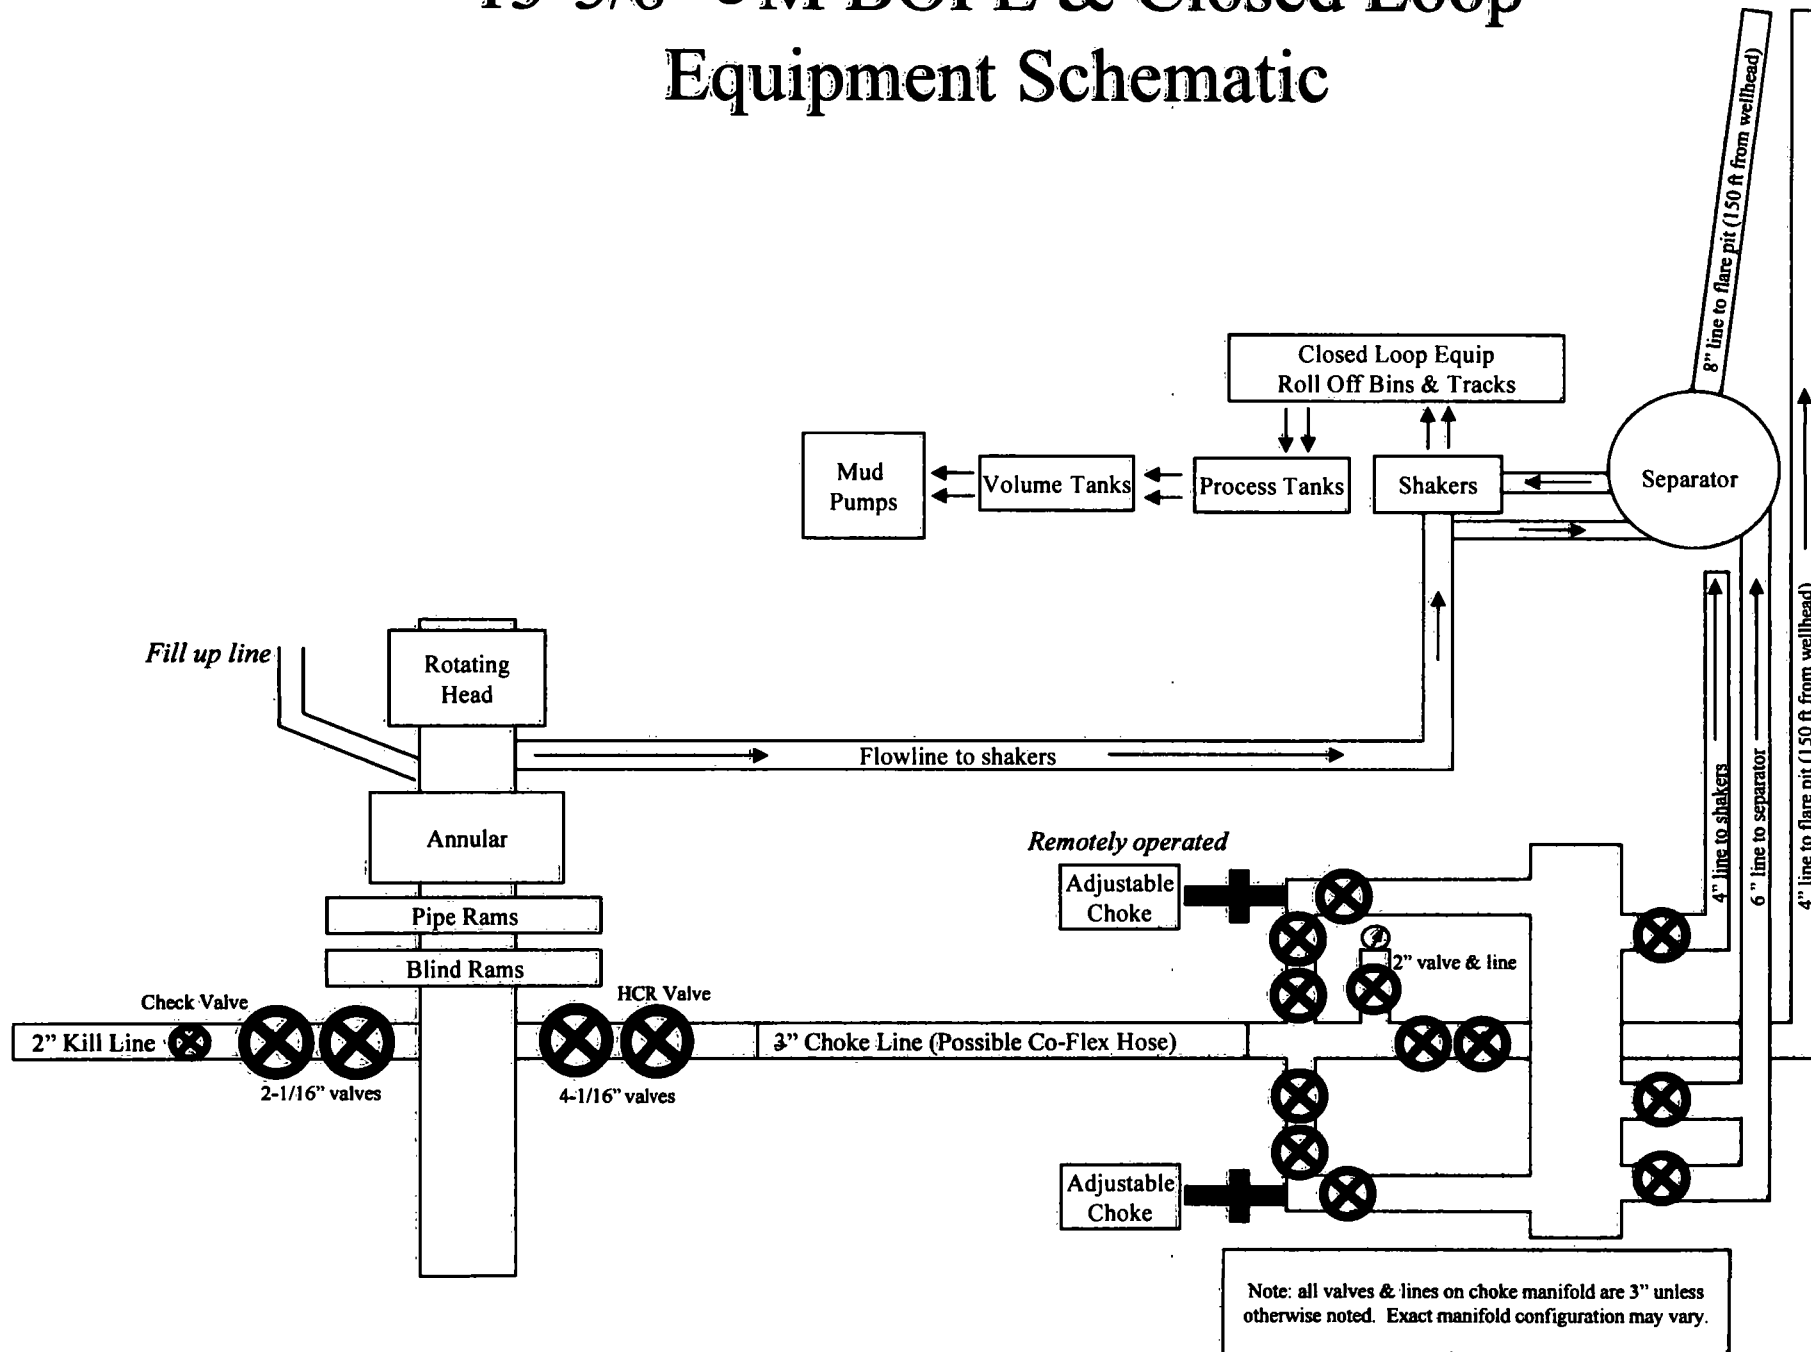 BOPE & Closed Loop
Equipment Schematic
8" line to flare pit (150 ft from wellhead)
Closed Loop Equip
Roll Off Bins & Tracks
Mud
Pumps
Volume Tanks
Process Tanks
Shakers
Separator
Fill up line
Rotating
Head
Flowline to shakers
Annular
Pipe Rams
Blind Rams
Remotely operated
Adjustable
Choke
2" valve & line
4" line to shakers
6" line to separator
4" line to flare pit (150 ft from wellhead)
Check Valve
HCR Valve
2" Kill Line
3" Choke Line (Possible Co-Flex Hose)
2-1/16" valves
4-1/16" valves
Adjustable
Choke
Note: all valves & lines on choke manifold are 3" unless
otherwise noted. Exact manifold configuration may vary.